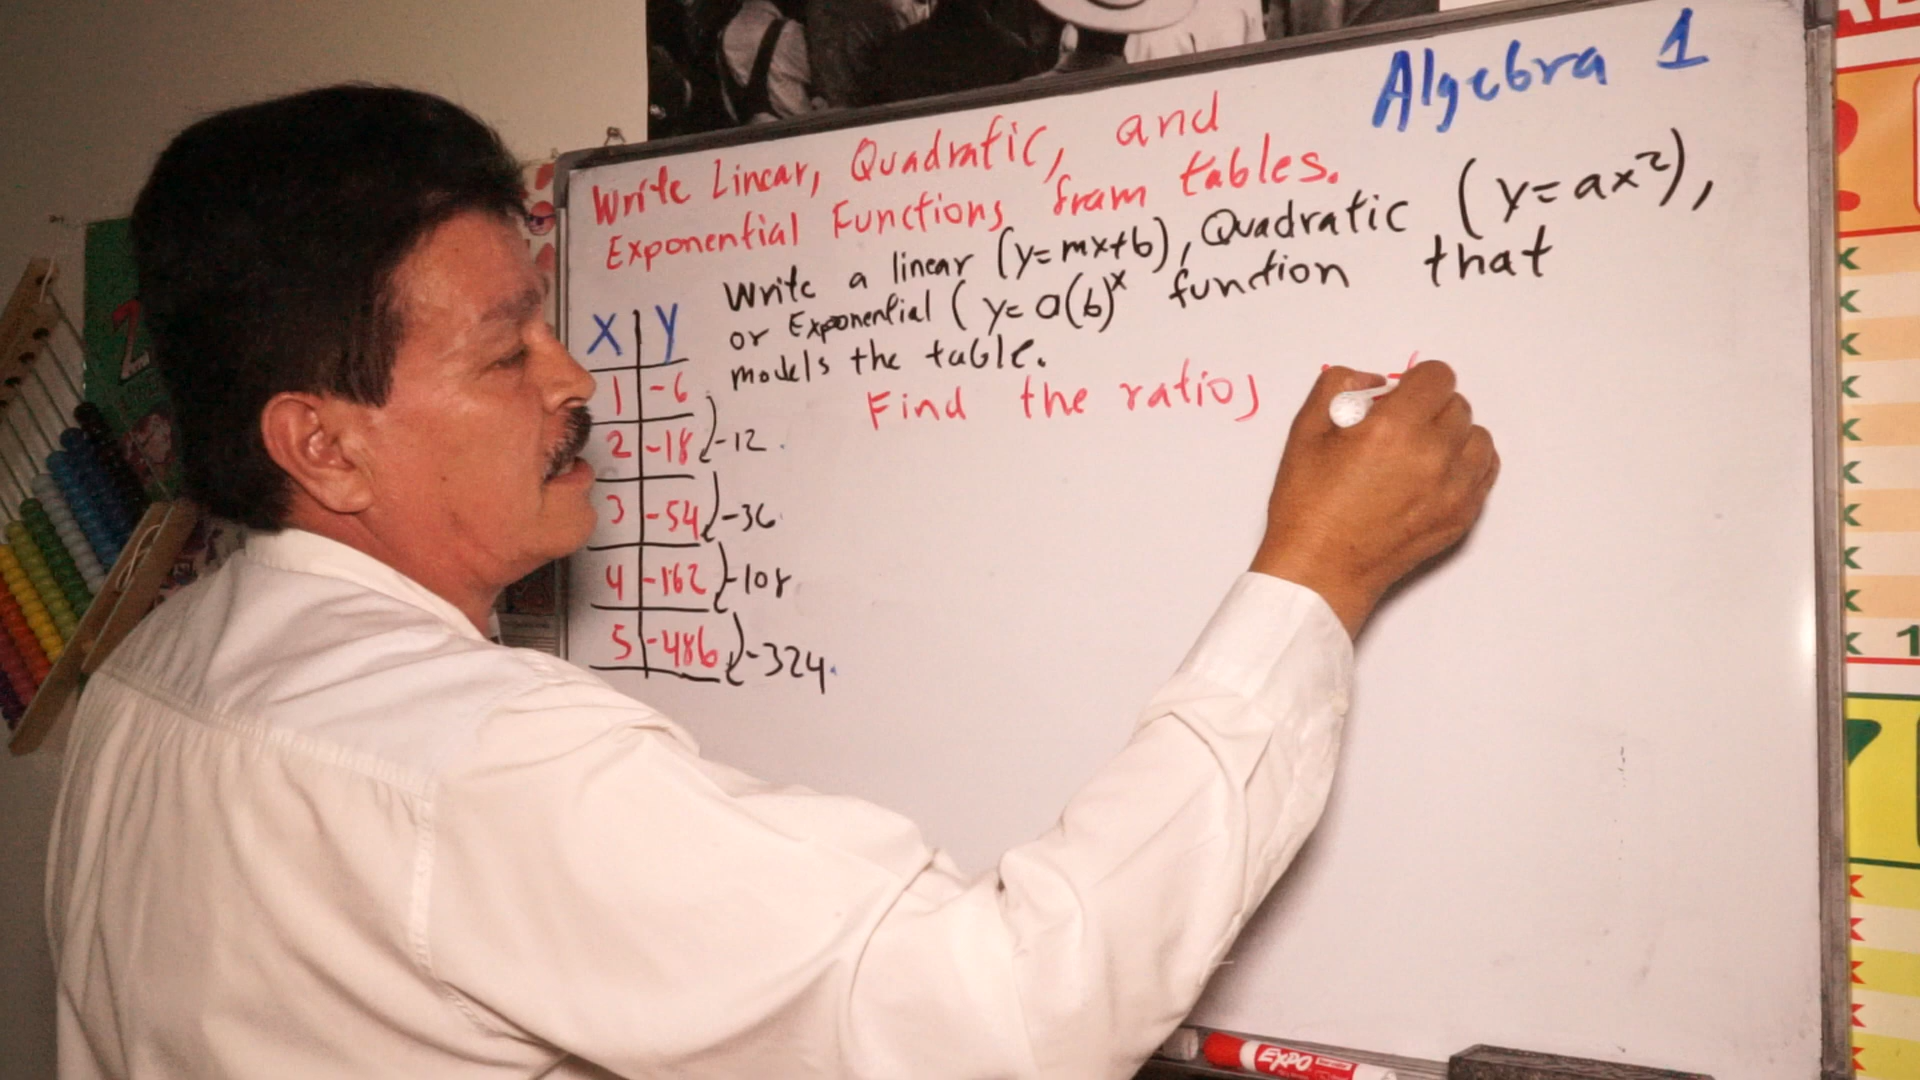 Algebra 1
Write Linear, Quadratic, and
Exponential Functions from tables.
Write a linear (y=mx+b), Quadratic (y=ax²),
or Exponential (y=a(b)ˣ function that
models the table.
Find the ratios
X Y
1 -6
2 -18 -12
3 -54 -36
4 -162 -108
5 -486 -324
EXPO
2
K
K
K
K
K
K
K
K
K
K 1